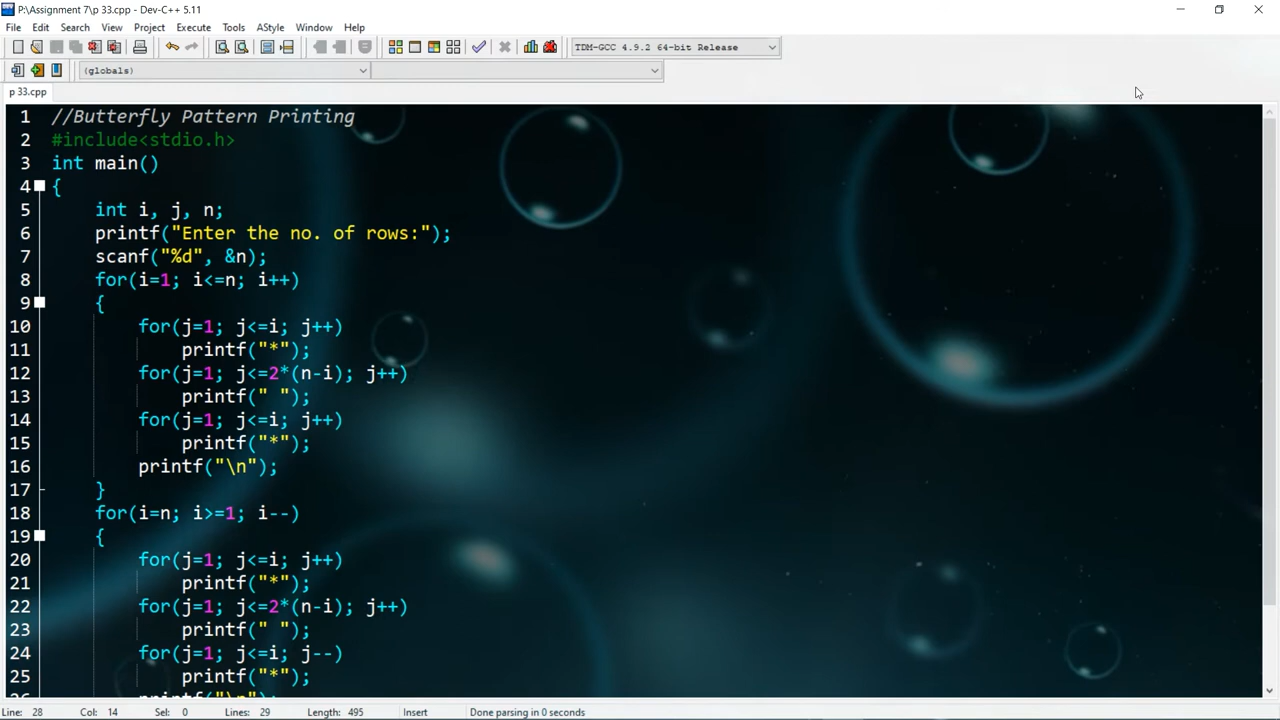 P:\Assignment 7\p 33.cpp - Dev-C++ 5.11
File Edit Search View Project Execute Tools AStyle Window Help
TDM-GCC 4.9.2 64-bit Release
(globals)
p 33.cpp
1 //Butterfly Pattern Printing
2 #include<stdio.h>
3 int main()
4 {
5 int i, j, n;
6 printf("Enter the no. of rows:");
7 scanf("%d", &n);
8 for(i=1; i<=n; i++)
9 {
10 for(j=1; j<=i; j++)
11 printf("*");
12 for(j=1; j<=2*(n-i); j++)
13 printf(" ");
14 for(j=1; j<=i; j++)
15 printf("*");
16 printf("\n");
17 }
18 for(i=n; i>=1; i--)
19 {
20 for(j=1; j<=i; j++)
21 printf("*");
22 for(j=1; j<=2*(n-i); j++)
23 printf(" ");
24 for(j=1; j<=i; j--)
25 printf("*");
26 printf("\n");
Line: 28 Col: 14 Sel: 0 Lines: 29 Length: 495 Insert Done parsing in 0 seconds